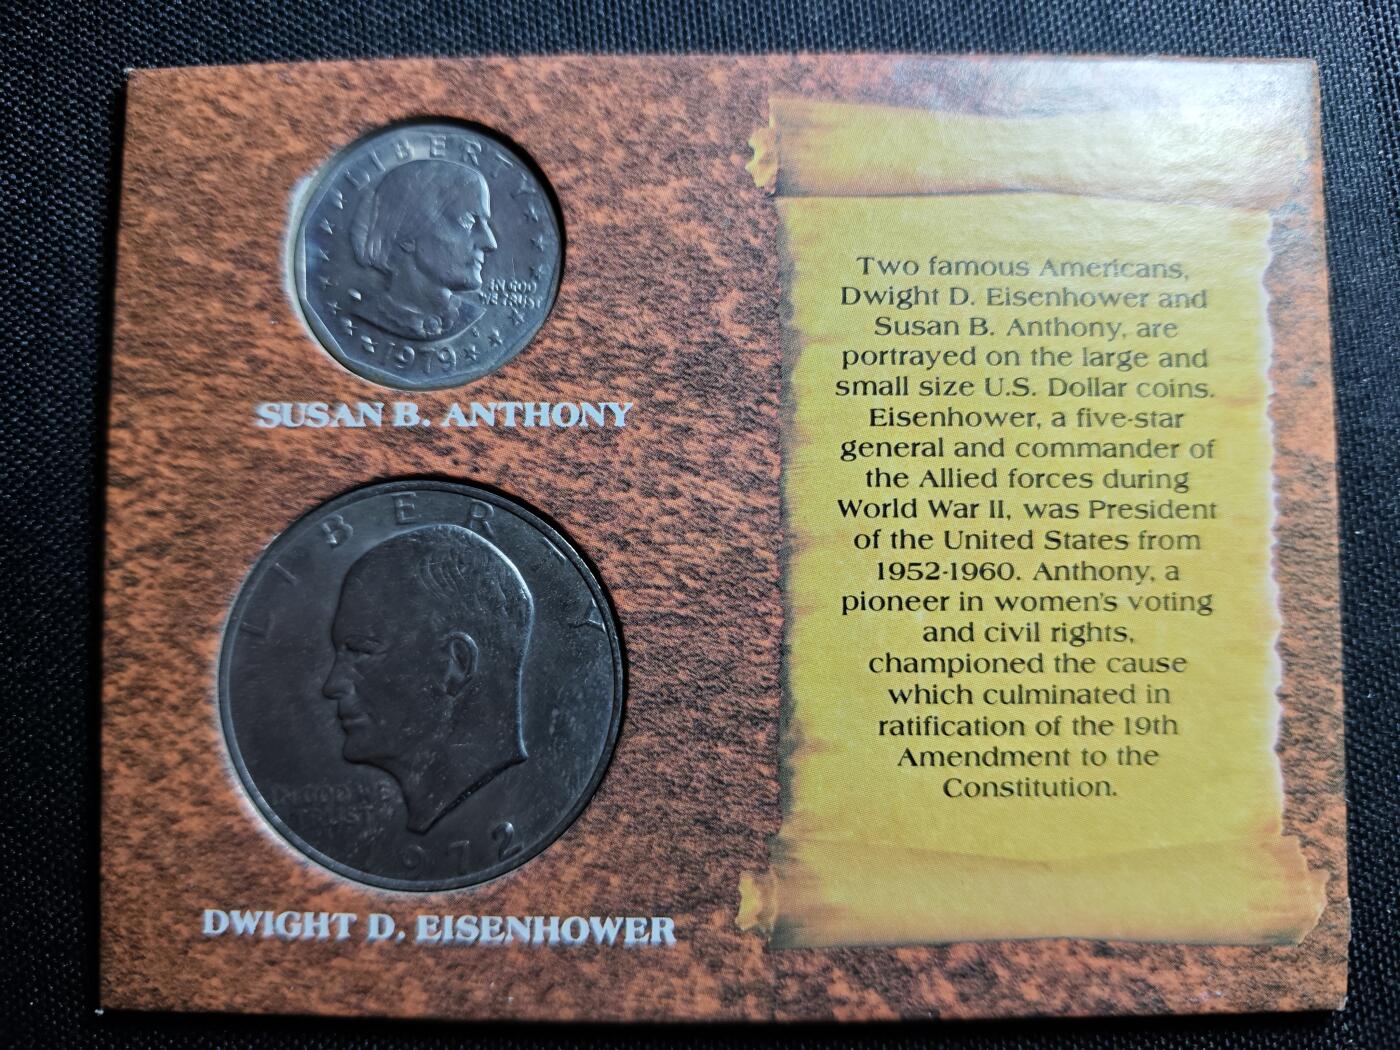 LIBERTY
IN GOD
WE TRUST
1979
SUSAN B. ANTHONY
LIBERTY
IN GOD WE
TRUST
1972
DWIGHT D. EISENHOWER
Two famous Americans,
Dwight D. Eisenhower and
Susan B. Anthony, are
portrayed on the large and
small size U.S. Dollar coins.
Eisenhower, a five-star
general and commander of
the Allied forces during
World War II, was President
of the United States from
1952-1960. Anthony, a
pioneer in women's voting
and civil rights,
championed the cause
which culminated in
ratification of the 19th
Amendment to the
Constitution.